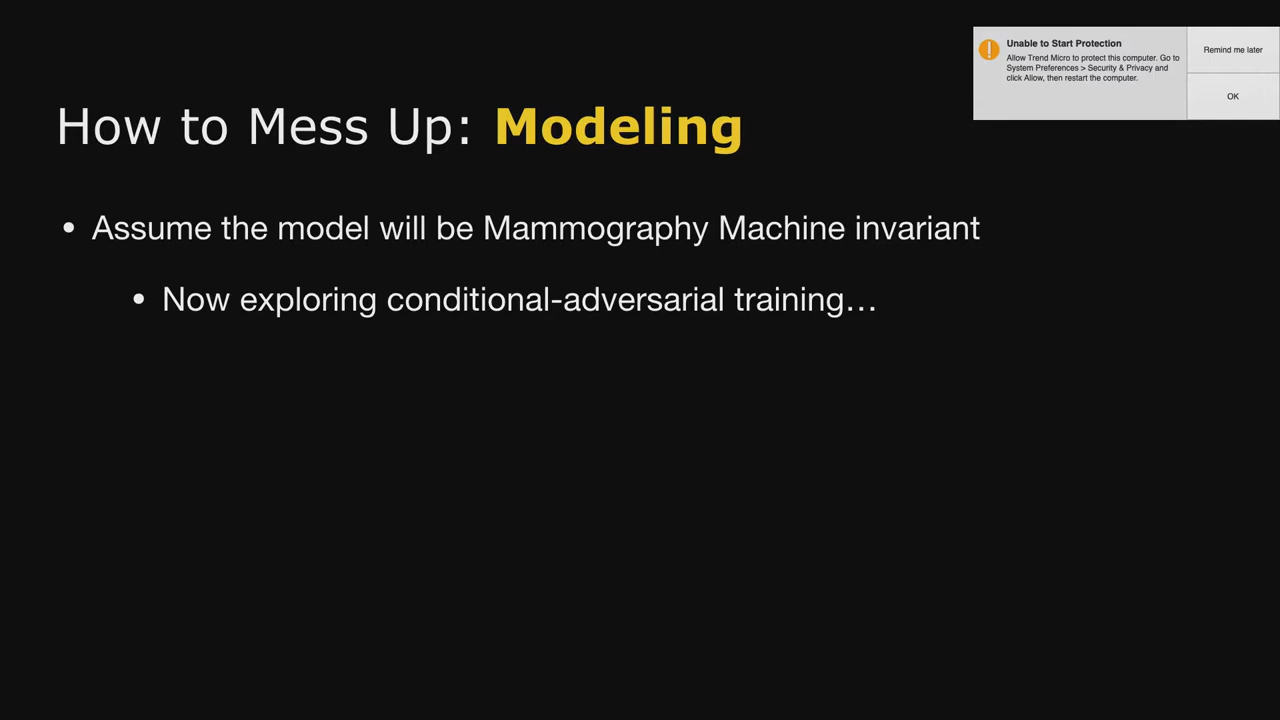 Unable to Start Protection
Allow Trend Micro to protect this computer. Go to
System Preferences > Security & Privacy and
click Allow, then restart the computer.
Remind me later
OK
How to Mess Up: Modeling
• Assume the model will be Mammography Machine invariant
• Now exploring conditional-adversarial training…